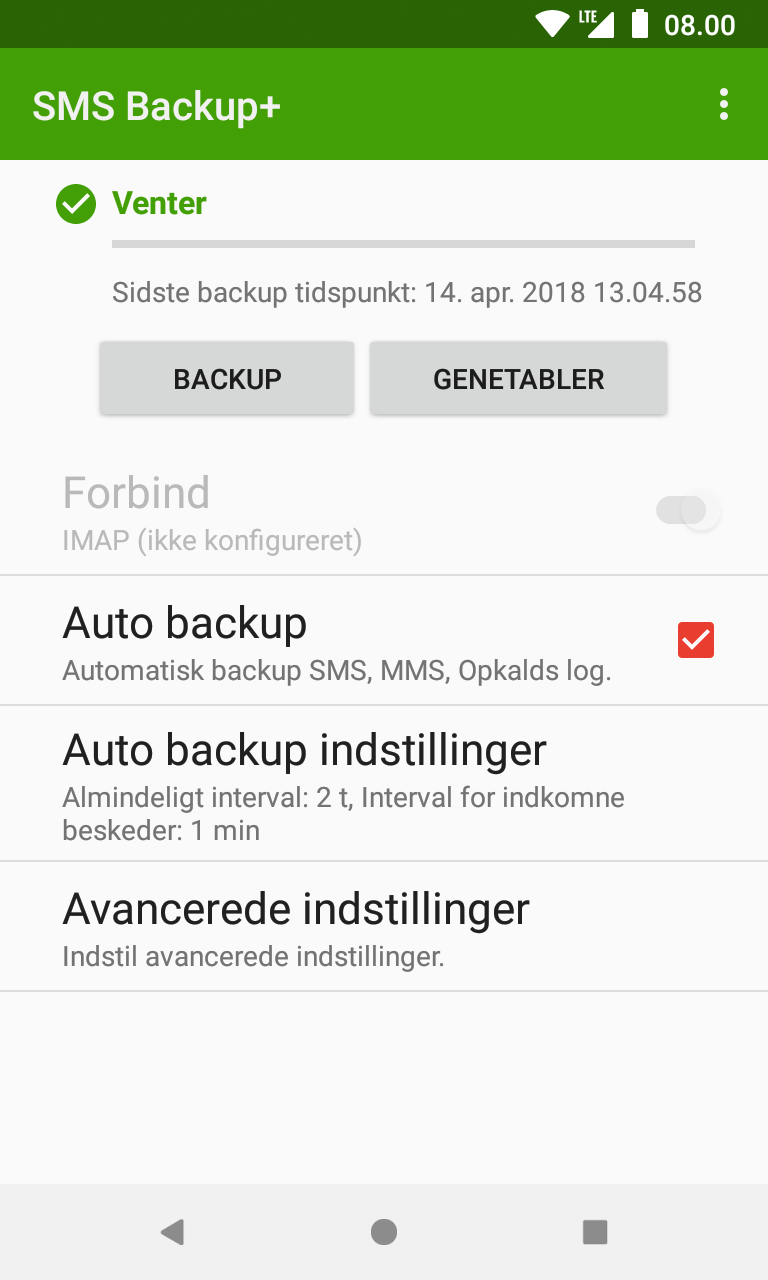 LTE 08.00
SMS Backup+
Venter
Sidste backup tidspunkt: 14. apr. 2018 13.04.58
BACKUP GENETABLER
Forbind
IMAP (ikke konfigureret)
Auto backup
Automatisk backup SMS, MMS, Opkalds log.
Auto backup indstillinger
Almindeligt interval: 2 t, Interval for indkomne
beskeder: 1 min
Avancerede indstillinger
Indstil avancerede indstillinger.